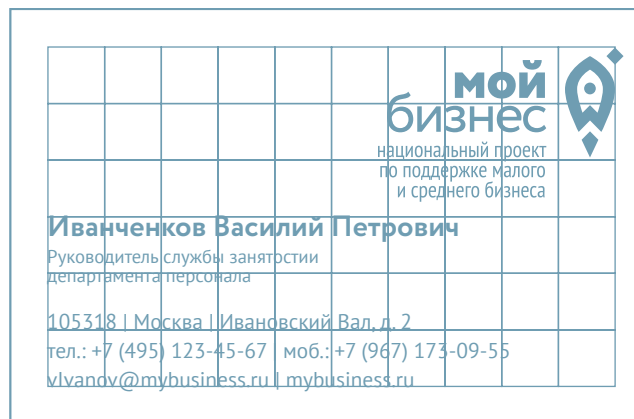 мой
бизнес
национальный проект
по поддержке малого
и среднего бизнеса
Иванченков Василий Петрович
Руководитель службы занятостии
департамента персонала
105318 | Москва | Ивановский Вал, д. 2
тел.: +7 (495) 123-45-67 | моб.: +7 (967) 173-09-55
vIvanov@mybusiness.ru | mybusiness.ru